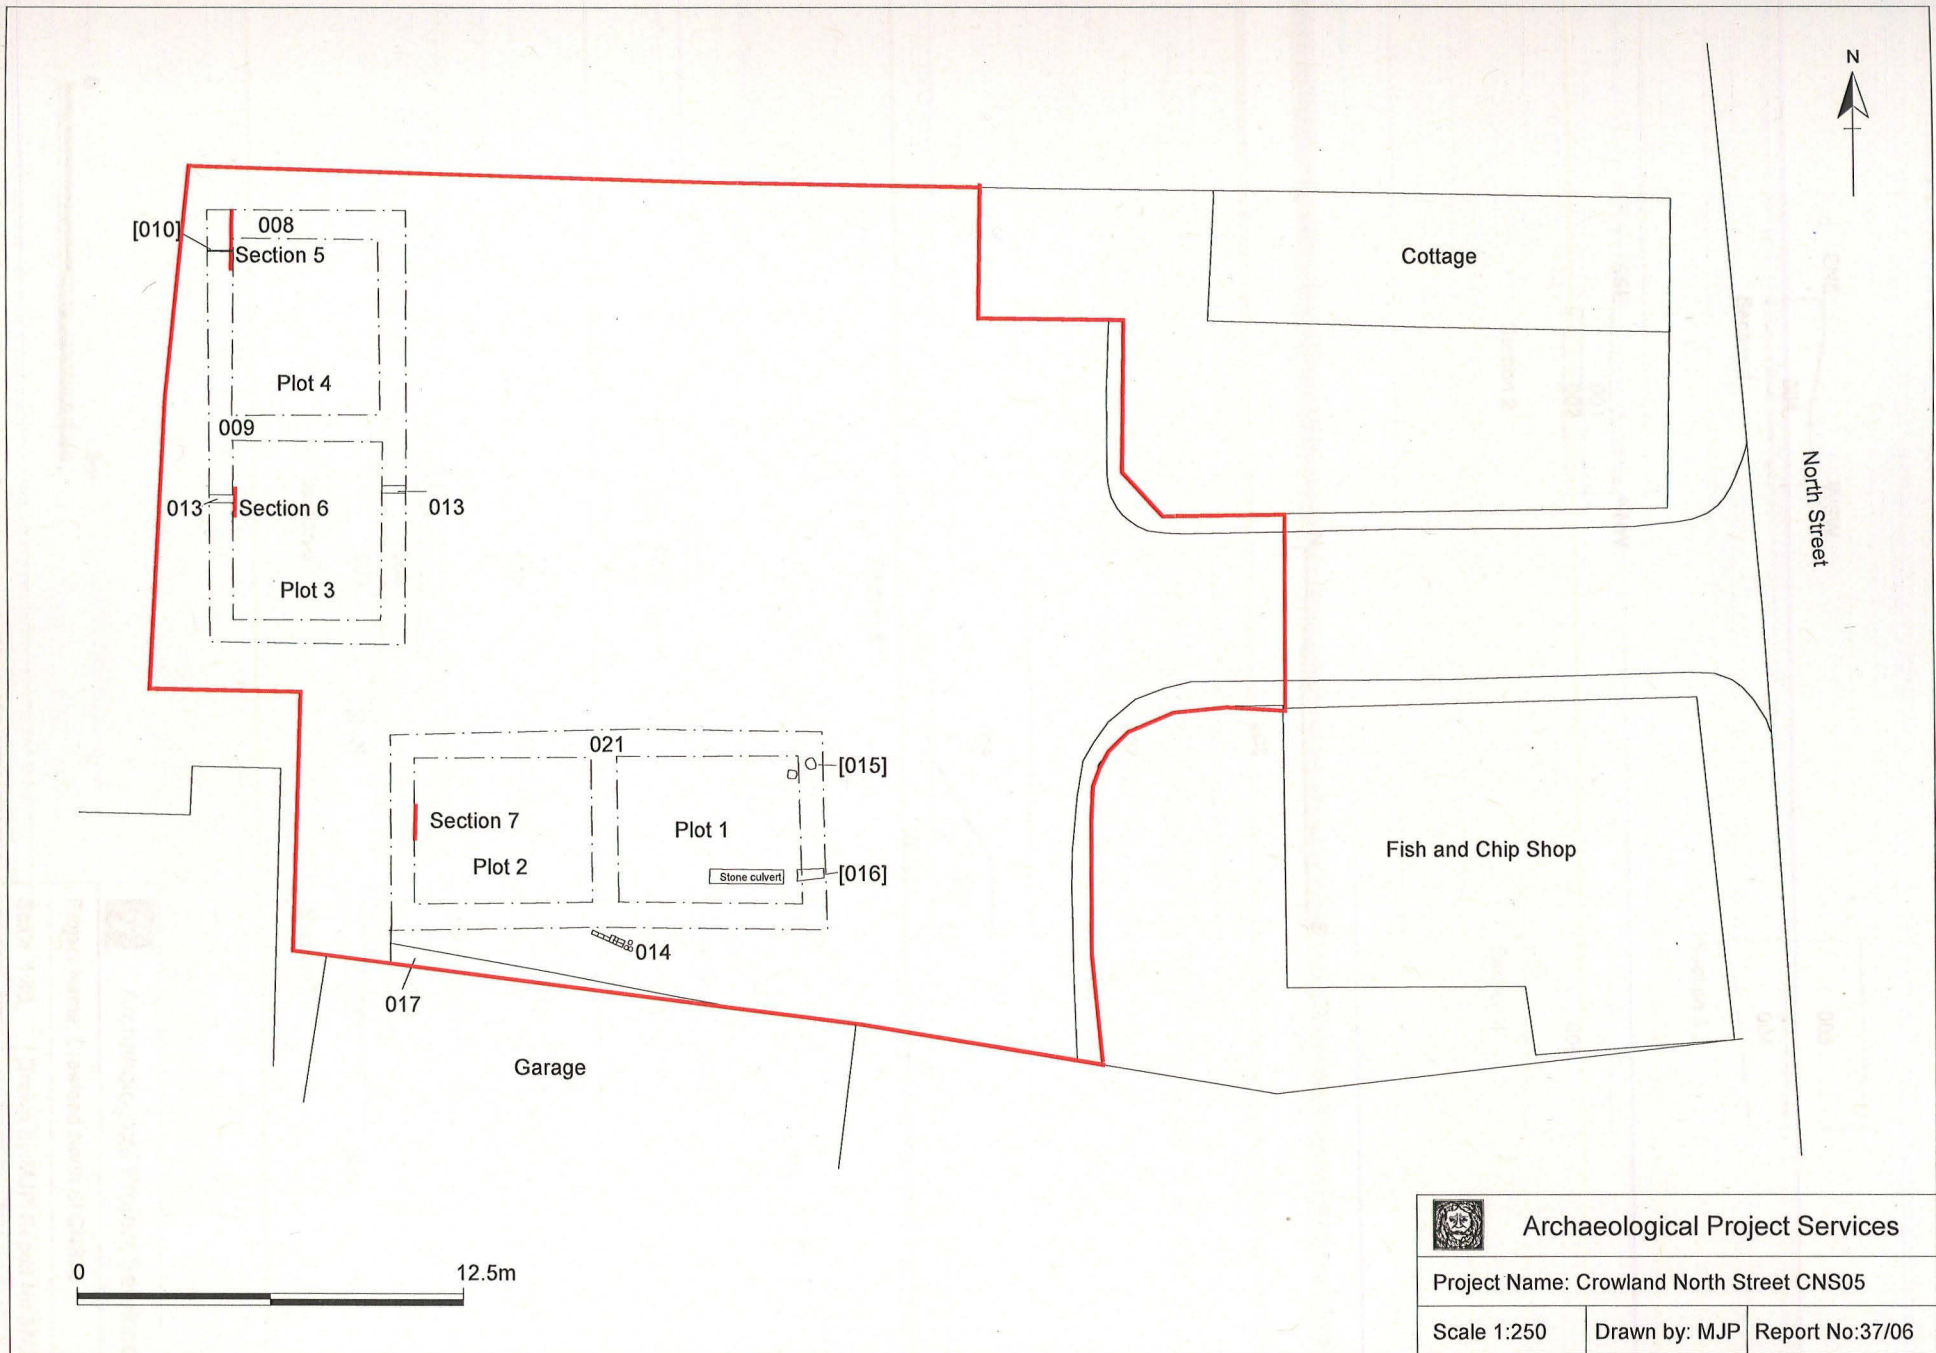 N
[010]
008
Section 5
Cottage
Plot 4
009
013
Section 6
013
North Street
Plot 3
021
[015]
Section 7
Plot 1
Plot 2
Stone culvert
[016]
Fish and Chip Shop
014
017
Garage
0
12.5m
Archaeological Project Services
Project Name: Crowland North Street CNS05
Scale 1:250
Drawn by: MJP
Report No:37/06